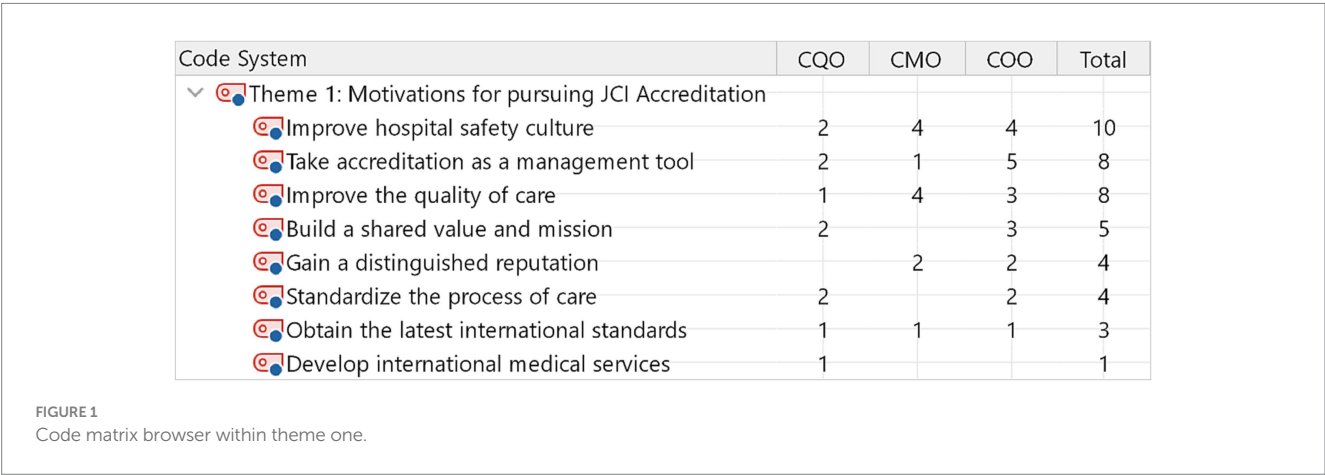 Code System CQO CMO COO Total
Theme 1: Motivations for pursuing JCI Accreditation
Improve hospital safety culture 2 4 4 10
Take accreditation as a management tool 2 1 5 8
Improve the quality of care 1 4 3 8
Build a shared value and mission 2 3 5
Gain a distinguished reputation 2 2 4
Standardize the process of care 2 2 4
Obtain the latest international standards 1 1 1 3
Develop international medical services 1 1
FIGURE 1
Code matrix browser within theme one.